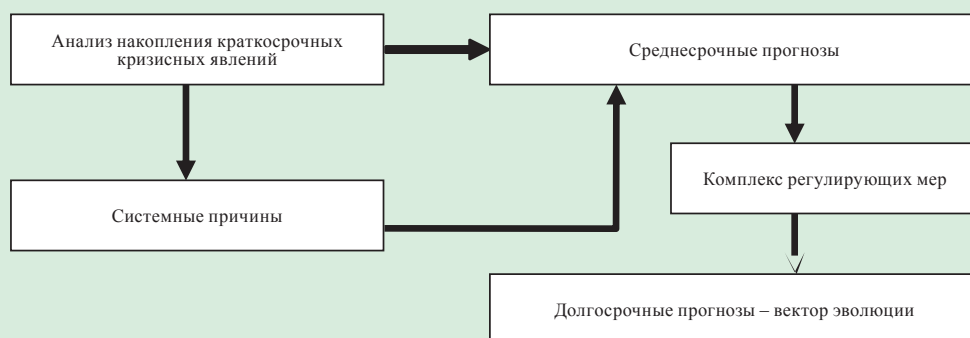 Анализ накопления краткосрочных
кризисных явлений
Среднесрочные прогнозы
Комплекс регулирующих мер
Системные причины
Долгосрочные прогнозы – вектор эволюции